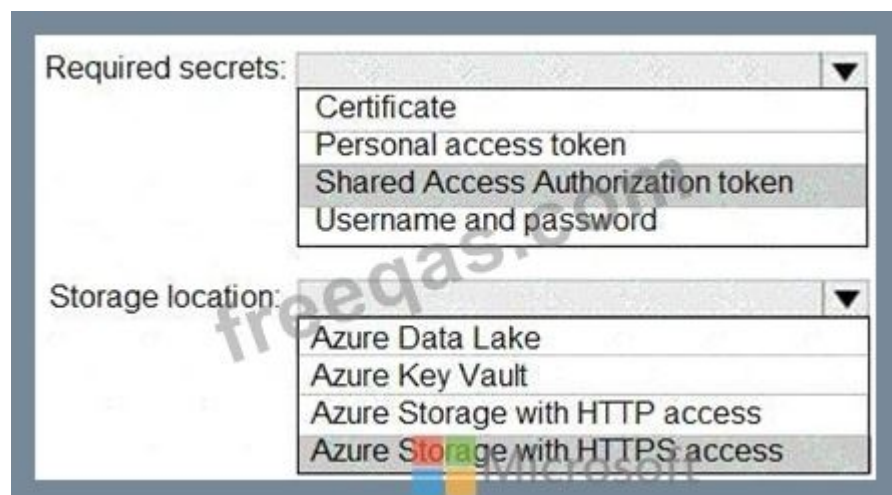 Required secrets:
Certificate
Personal access token
Shared Access Authorization token
Username and password
Storage location:
Azure Data Lake
Azure Key Vault
Azure Storage with HTTP access
Azure Storage with HTTPS access
freeqas.com
Microsoft